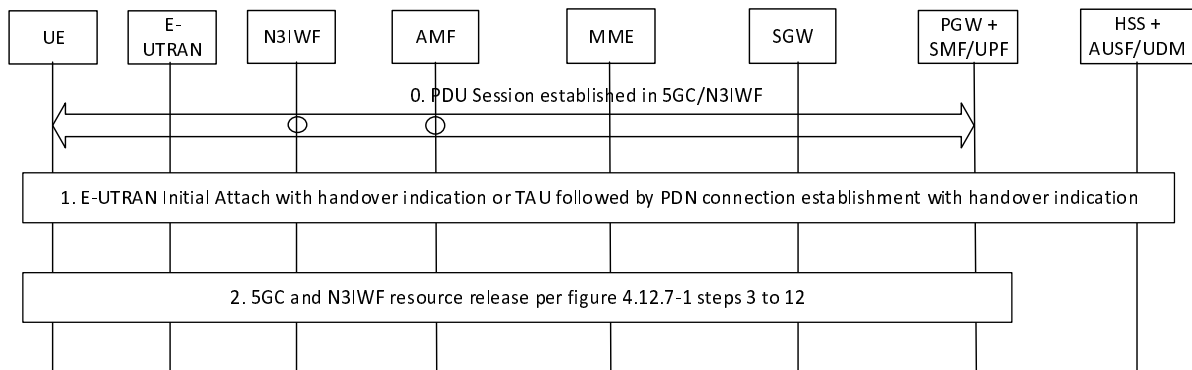 UE
E-
UTRAN
N3IWF
AMF
MME
SGW
PGW +
SMF/UPF
HSS +
AUSF/UDM
0. PDU Session established in 5GC/N3IWF
1. E-UTRAN Initial Attach with handover indication or TAU followed by PDN connection establishment with handover indication
2. 5GC and N3IWF resource release per figure 4.12.7-1 steps 3 to 12